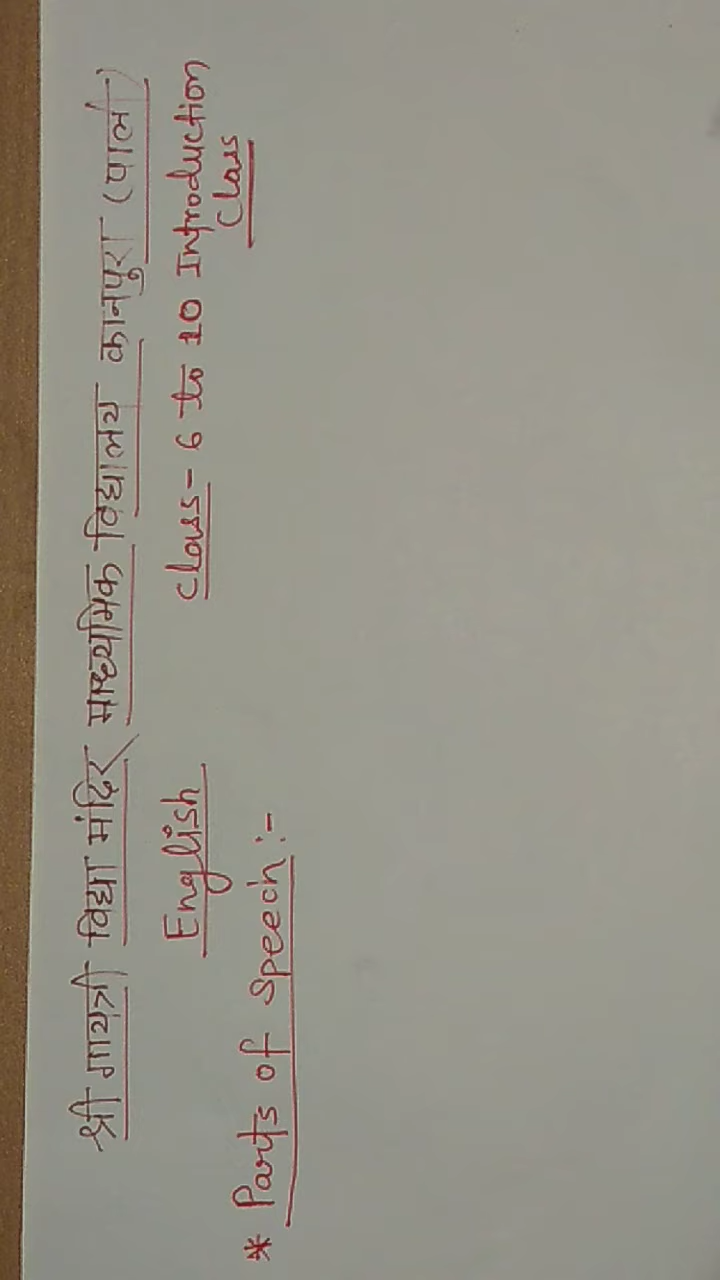 श्री गायत्री विद्या मंदिर माध्यमिक विद्यालय कानपुरा (पाली)
English Class- 6 to 10 Introduction
Class
* Parts of Speech:-